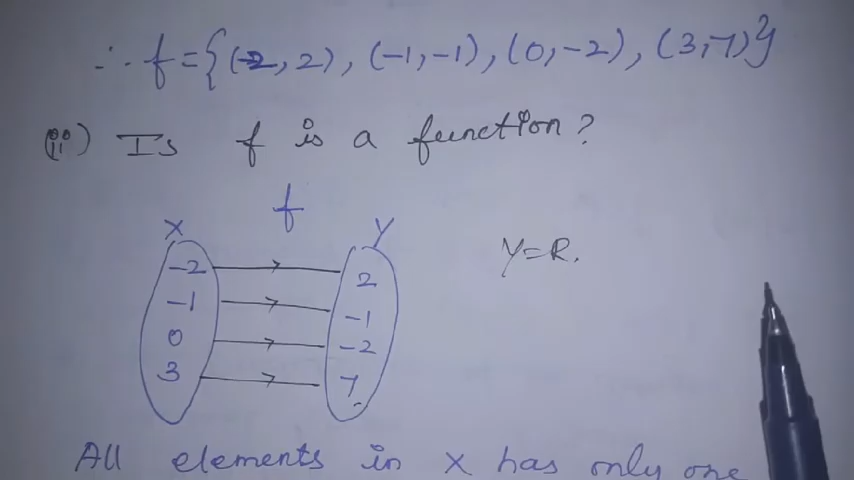 ∴ f = {(-2, 2), (-1, -1), (0, -2), (3, 7)}
(ii) Is f is a function?
f
X Y
Y = R.
-2 2
-1 -1
0 -2
3 7
All elements in X has only one